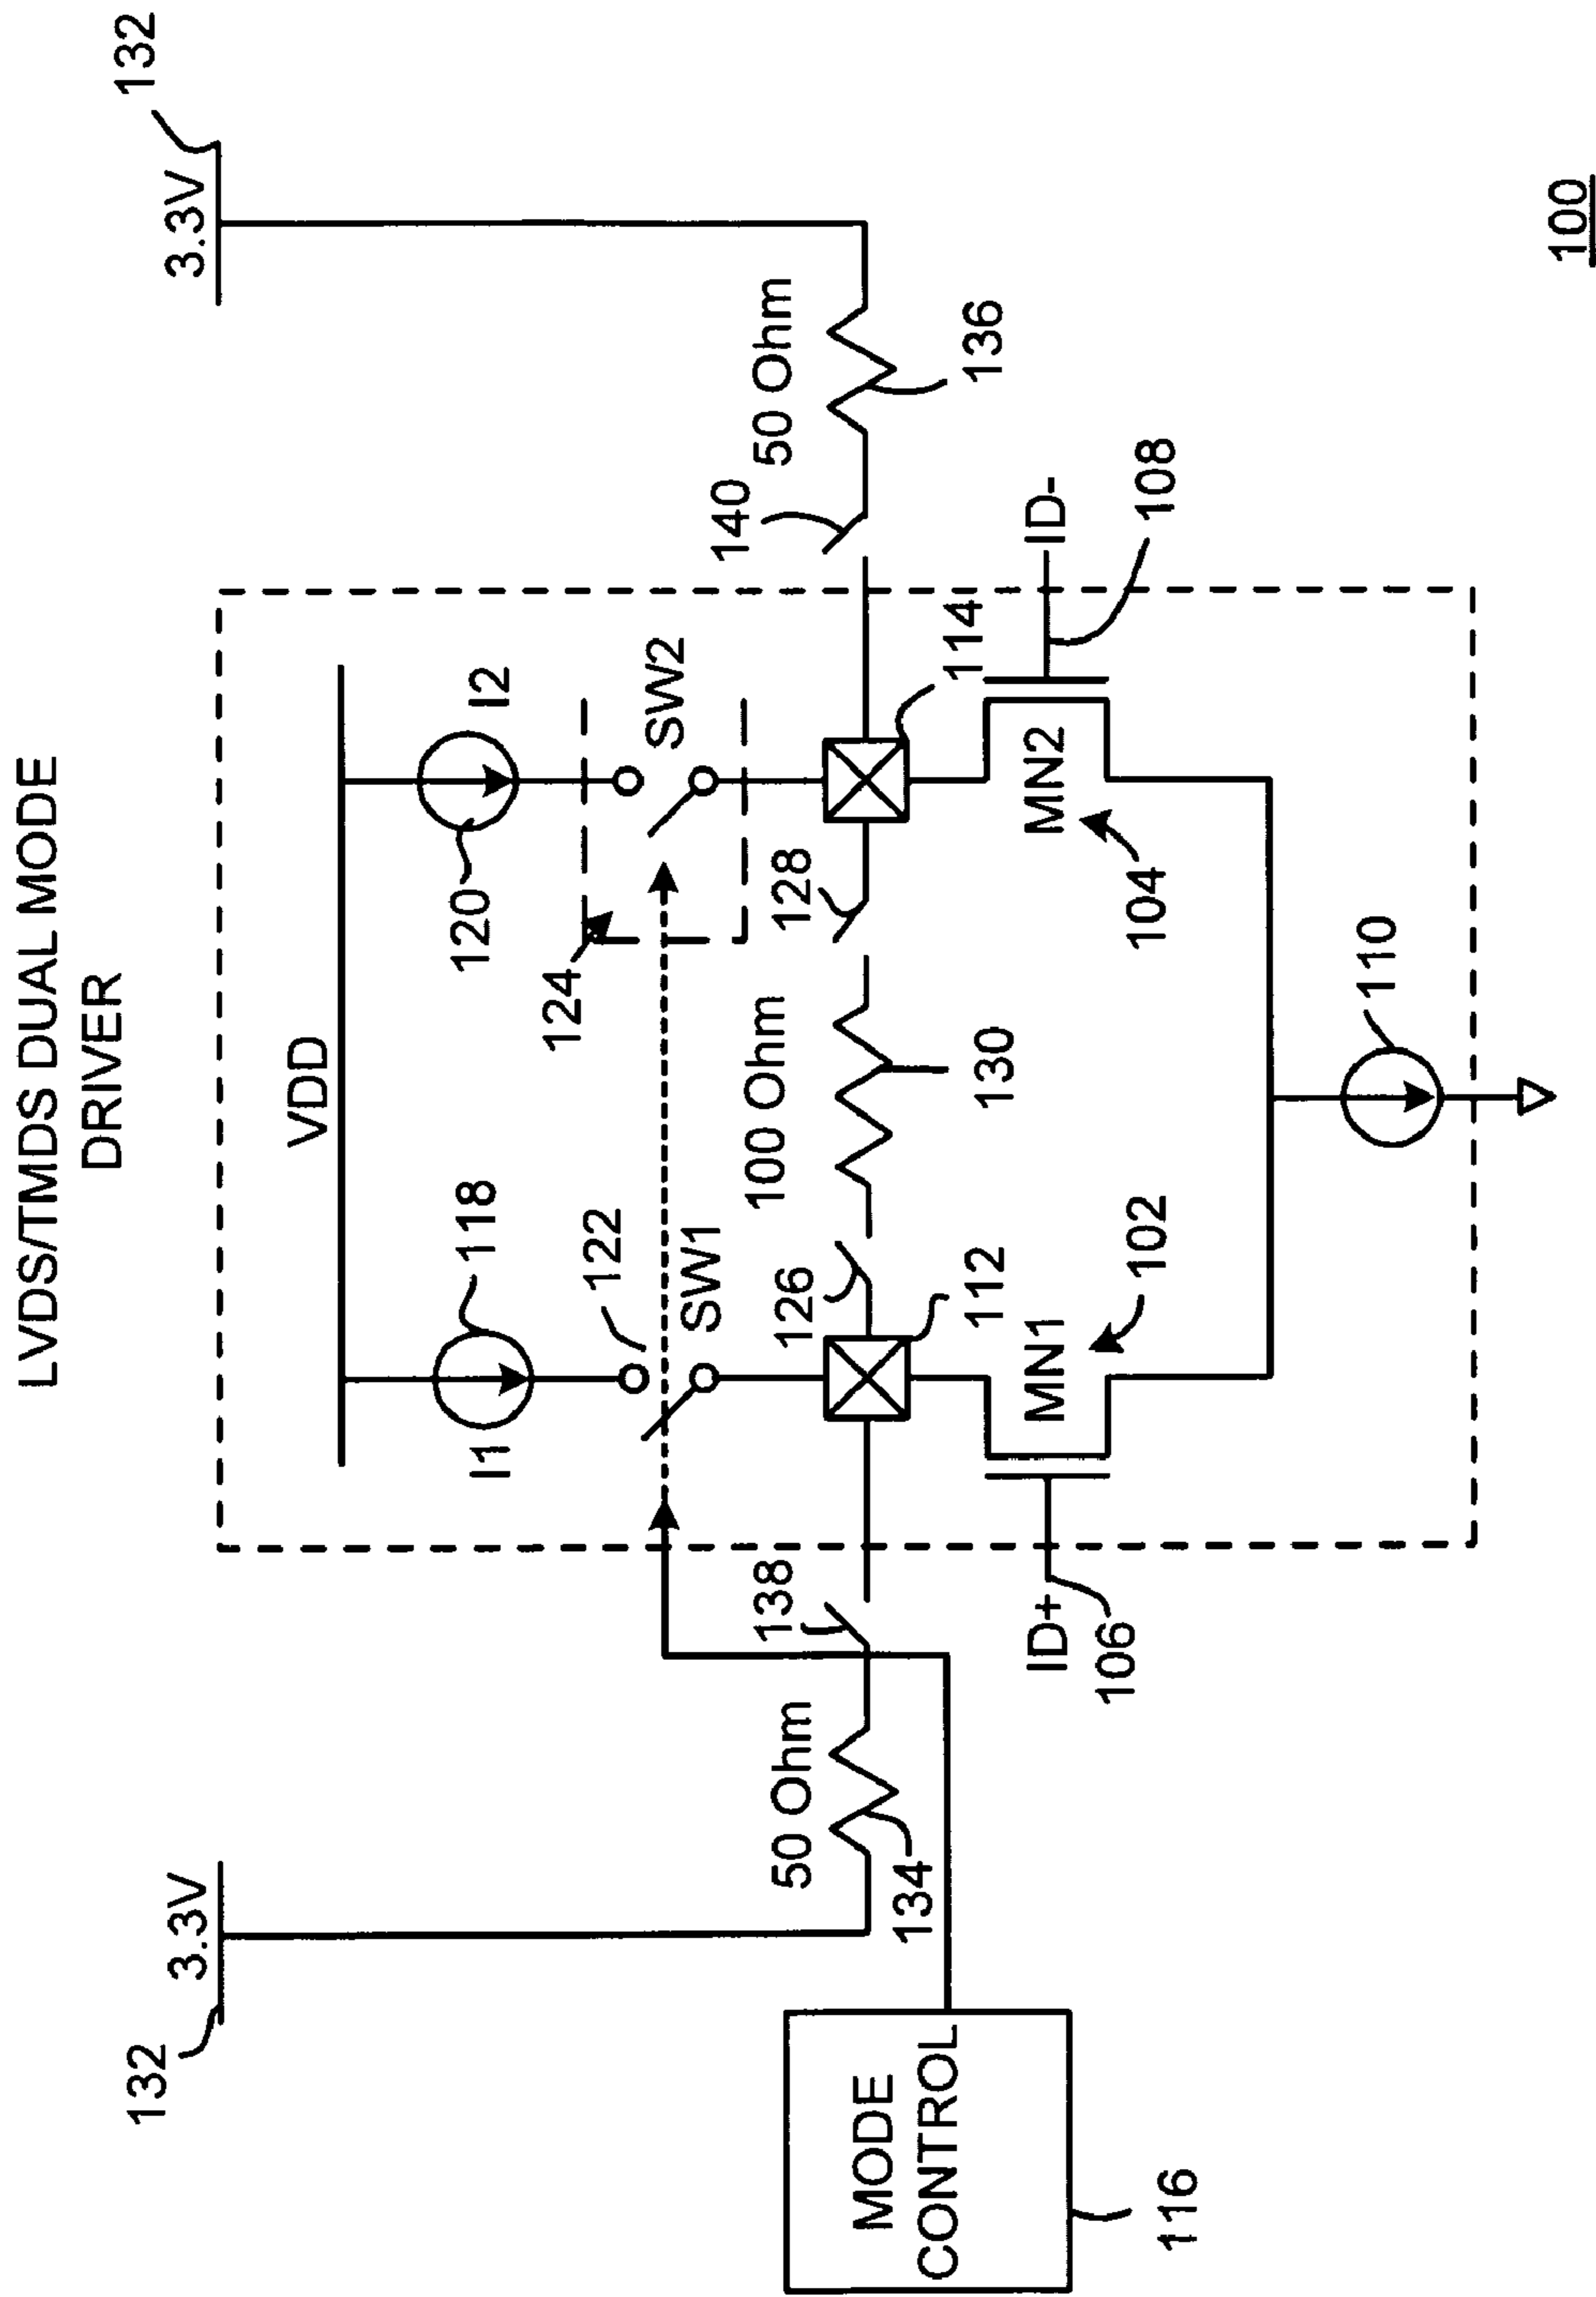 LVDS/TMDS DUAL MODE
DRIVER
132
3.3V
3.3V
132
VDD
I1
118
120
I2
122
SW1
124
SW2
50 Ohm
134
138
126
100 Ohm
130
128
140
50 Ohm
136
112
114
MODE
CONTROL
116
ID+
106
MN1
102
MN2
104
ID-
108
110
100